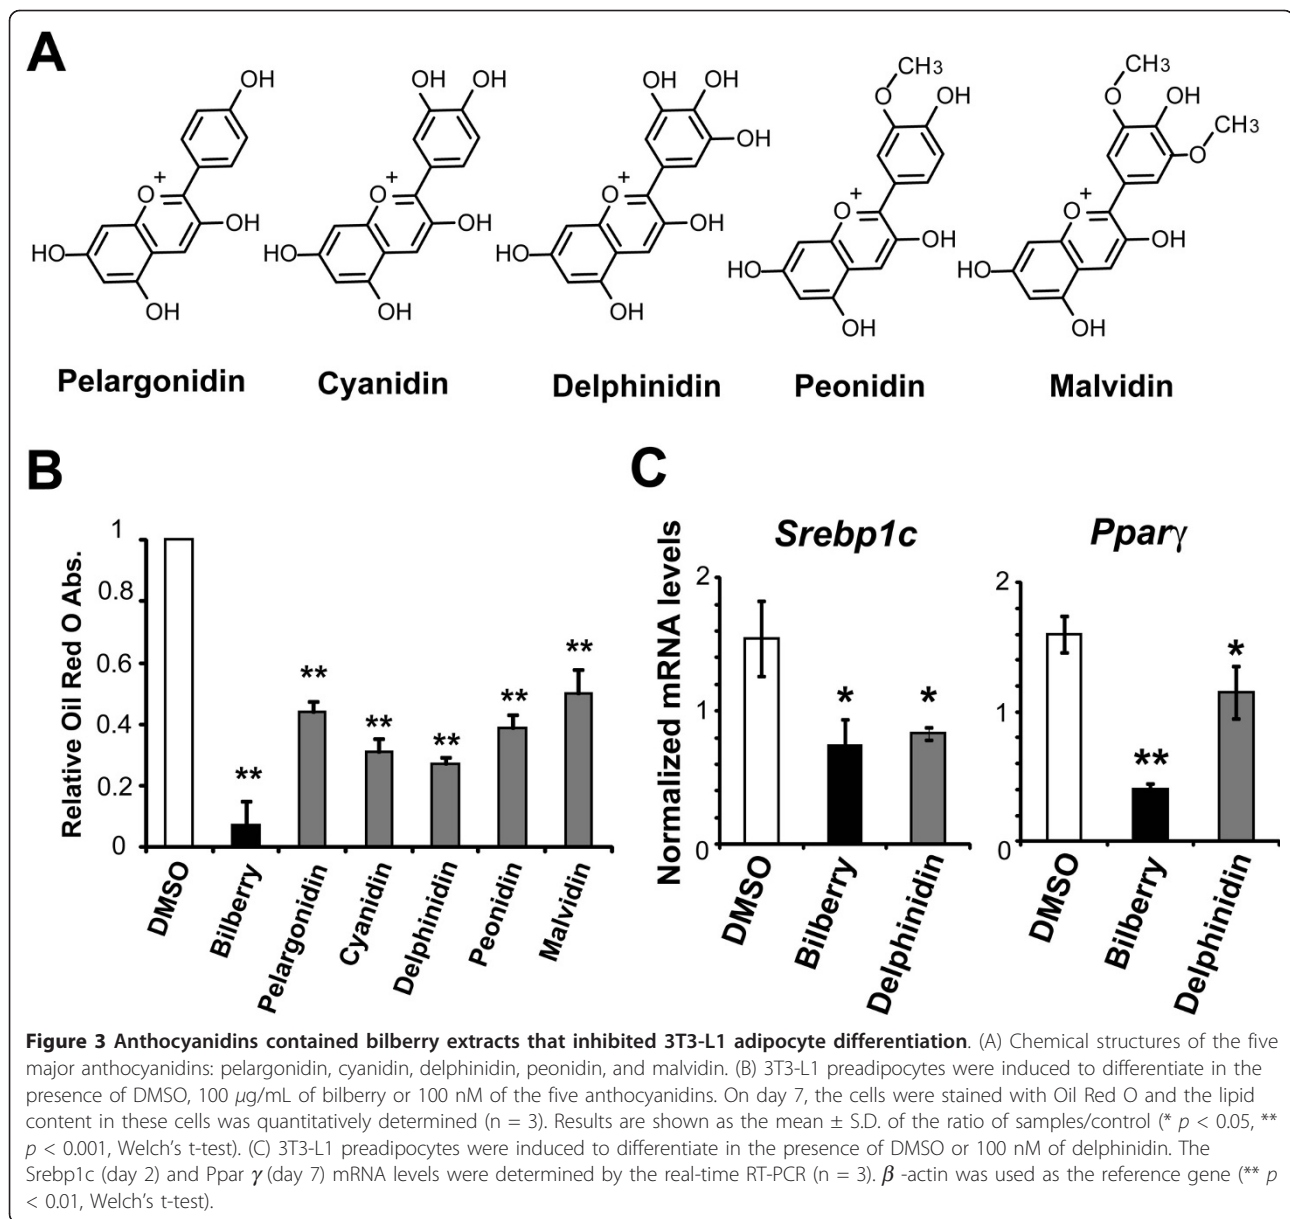 A
OH
OH
OH
OH
OH
OH
OH
O
CH3
OH
O
CH3
OH
O
CH3
O
+
OH
HO
OH
O
+
OH
HO
OH
O
+
OH
HO
OH
O
+
OH
HO
OH
O
+
OH
HO
OH
Pelargonidin
Cyanidin
Delphinidin
Peonidin
Malvidin
B
Relative Oil Red O Abs.
1
0.8
0.6
0.4
0.2
0
**
**
**
**
**
**
DMSO
Bilberry
Pelargonidin
Cyanidin
Delphinidin
Peonidin
Malvidin
C
Normalized mRNA levels
Srebp1c
2
1
0
*
*
DMSO
Bilberry
Delphinidin
Pparγ
2
1
0
**
*
DMSO
Bilberry
Delphinidin
Figure 3 Anthocyanidins contained bilberry extracts that inhibited 3T3-L1 adipocyte differentiation. (A) Chemical structures of the five
major anthocyanidins: pelargonidin, cyanidin, delphinidin, peonidin, and malvidin. (B) 3T3-L1 preadipocytes were induced to differentiate in the
presence of DMSO, 100 μg/mL of bilberry or 100 nM of the five anthocyanidins. On day 7, the cells were stained with Oil Red O and the lipid
content in these cells was quantitatively determined (n = 3). Results are shown as the mean ± S.D. of the ratio of samples/control (* p < 0.05, **
p < 0.001, Welch's t-test). (C) 3T3-L1 preadipocytes were induced to differentiate in the presence of DMSO or 100 nM of delphinidin. The
Srebp1c (day 2) and Ppar γ (day 7) mRNA levels were determined by the real-time RT-PCR (n = 3). β -actin was used as the reference gene (** p
< 0.01, Welch's t-test).